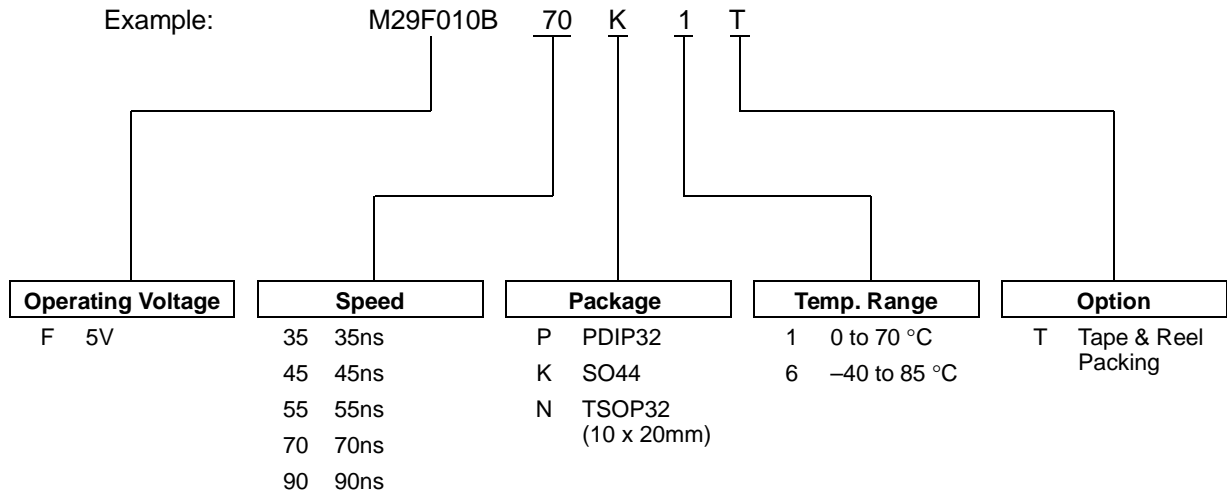 Example: M29F010B 70 K 1 T
Operating Voltage Speed Package Temp. Range Option
F 5V 35 35ns P PDIP32 1 0 to 70 °C T Tape & Reel
Packing
45 45ns K SO44 6 –40 to 85 °C
55 55ns N TSOP32
(10 x 20mm)
70 70ns
90 90ns